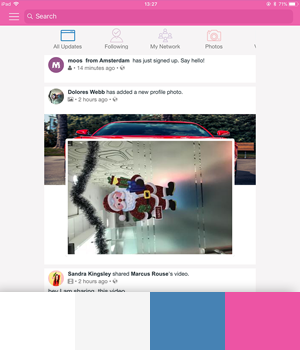 iPad
13:27
71%
Search
All Updates
Following
My Network
Photos
moos from Amsterdam has just signed up. Say hello!
• 14 minutes ago •
Dolores Webb has added a new profile photo.
• 2 hours ago •
Sandra Kingsley shared Marcus Rouse's video.
• 2 hours ago •
hey I am sharing, this video